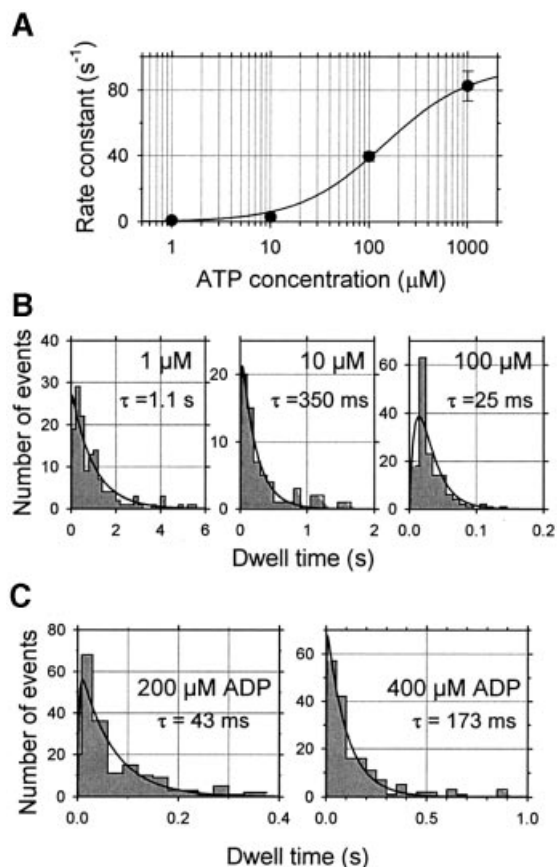 A
Rate constant (s⁻¹)
80
40
0
1 10 100 1000
ATP concentration (μM)
B
Number of events
40
30
20
10
0
1 μM
τ =1.1 s
0 2 4 6
20
10
0
10 μM
τ =350 ms
0 1 2
60
40
20
0
100 μM
τ =25 ms
0 0.1 0.2
Dwell time (s)
C
Number of events
80
60
40
20
0
200 μM ADP
τ = 43 ms
0.0 0.2 0.4
60
40
20
0
400 μM ADP
τ = 173 ms
0.0 0.5 1.0
Dwell time (s)